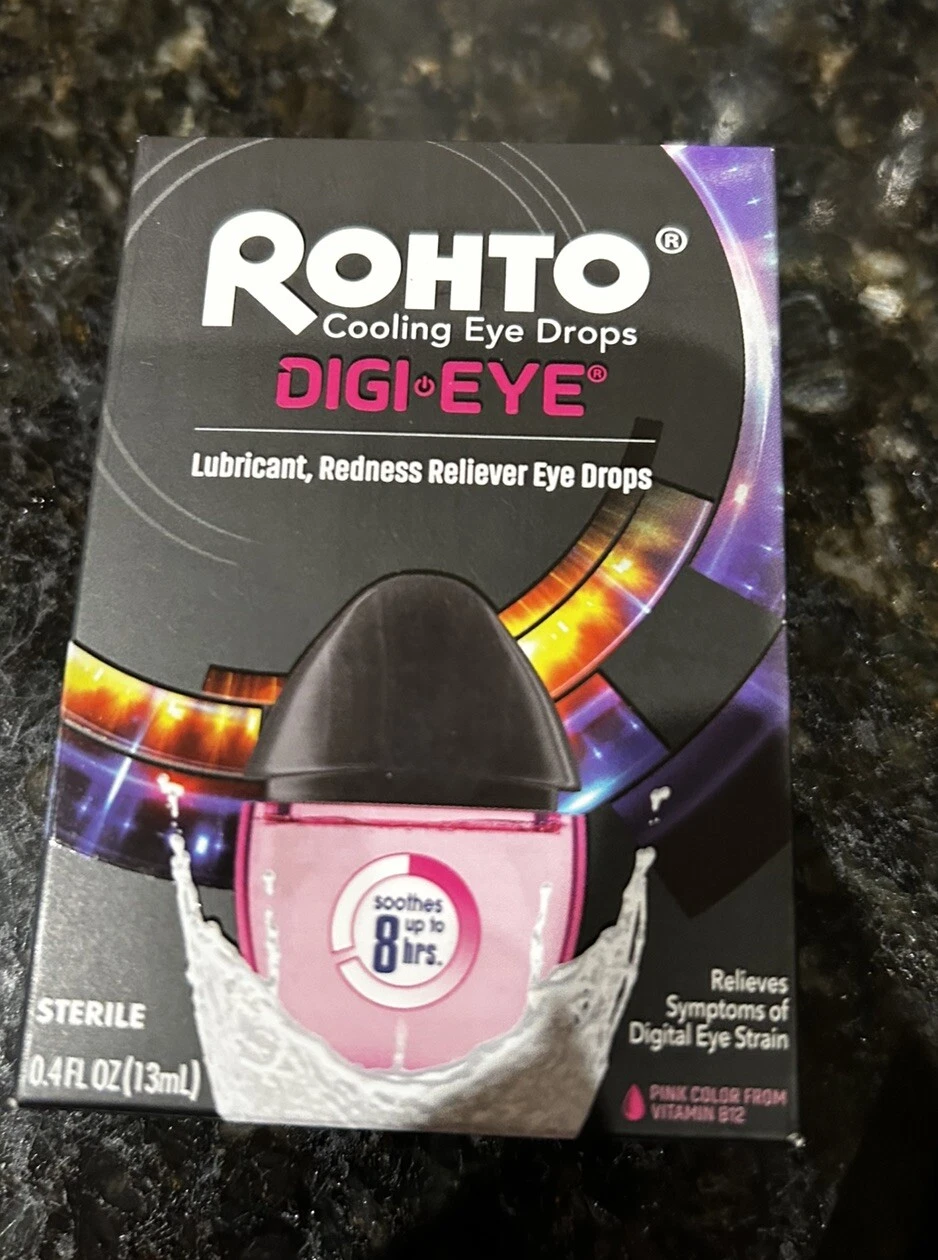 ROHTO®
Cooling Eye Drops
DIGI EYE®
Lubricant, Redness Reliever Eye Drops
soothes
up to
8 hrs.
STERILE
0.4 FL OZ (13mL)
Relieves
Symptoms of
Digital Eye Strain
PINK COLOR FROM
VITAMIN B12